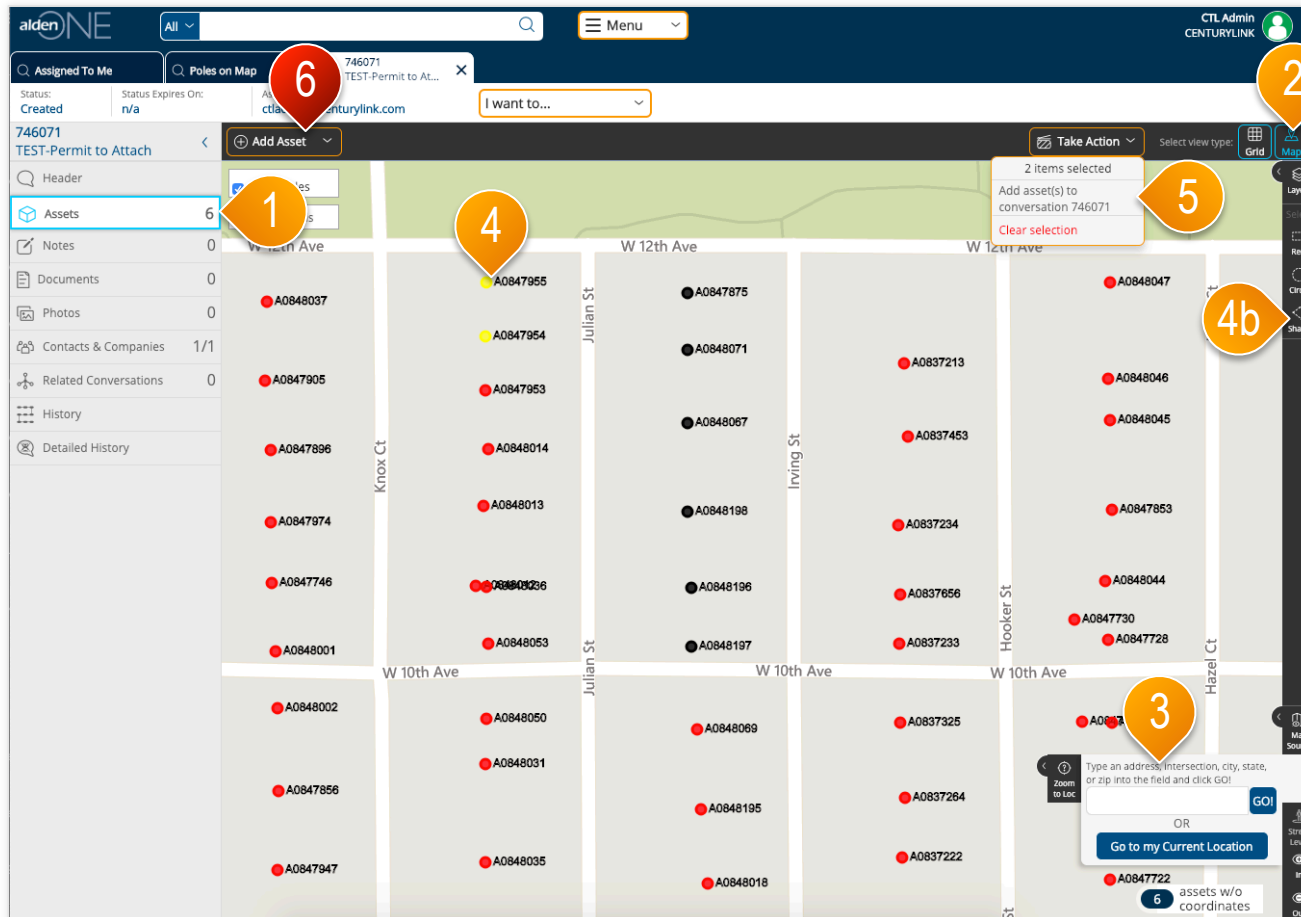 alden ONE
All
Menu
CTL Admin
CENTURYLINK
Assigned To Me
Poles on Map
746071
TEST-Permit to At...
6
2
Status:
Created
Status Expires On:
n/a
I want to...
746071
TEST-Permit to Attach
Add Asset
Take Action
Select view type:
Grid
Map
Header
Assets 6
Notes 0
Documents 0
Photos 0
Contacts & Companies 1/1
Related Conversations 0
History
Detailed History
1
4
5
4b
3
2 items selected
Add asset(s) to
conversation 746071
Clear selection
W 12th Ave
W 12th Ave
W 12th Ave
A0848037
A0847955
A0847875
A0848047
Julian St
A0847954
A0848071
A0837213
A0847905
A0847953
A0848046
A0848067
A0837453
A0848045
Knox Ct
Irving St
A0847896
A0848014
A0848013
A0848198
A0847853
A0847974
A0837234
A0847746
A0848196
A0837656
A0848044
Hooker St
A0847730
A0848001
A0848053
A0848197
A0837233
A0847728
Julian St
Hazel Ct
W 10th Ave
W 10th Ave
W 10th Ave
A0848002
A0848050
A0848069
A0837325
A0848031
A0847856
A0848195
A0837264
A0847947
A0848035
A0848018
A0837222
A0847722
Zoom
to Loc
Type an address, intersection, city, state,
or zip into the field and click GO!
GO!
OR
Go to my Current Location
6 assets w/o
coordinates